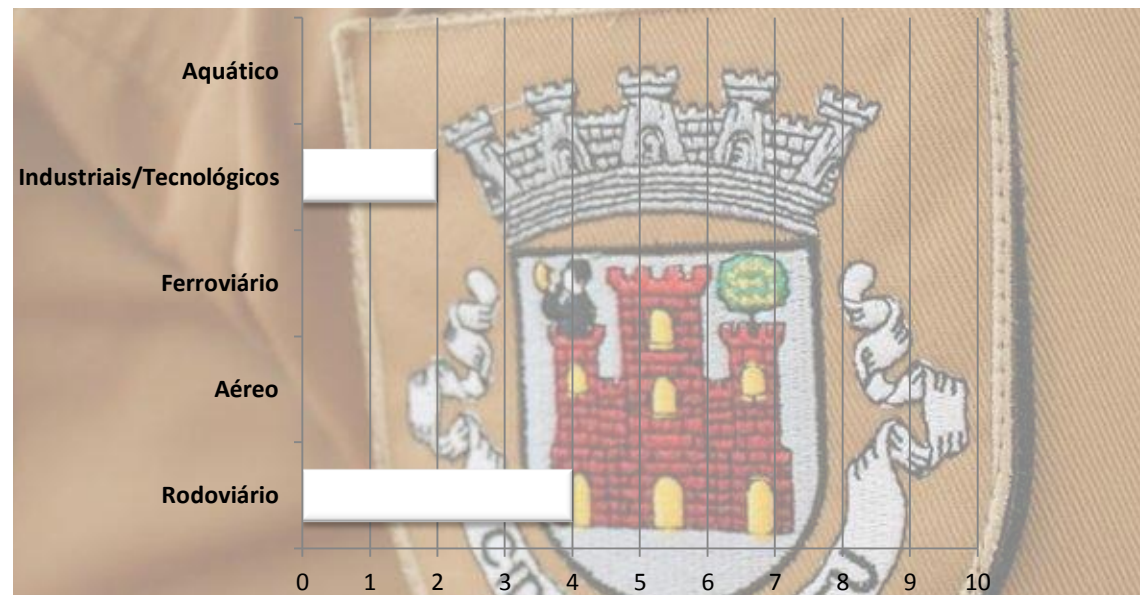 Aquático
Industriais/Tecnológicos
Ferroviário
Aéreo
Rodoviário
0 1 2 3 4 5 6 7 8 9 10